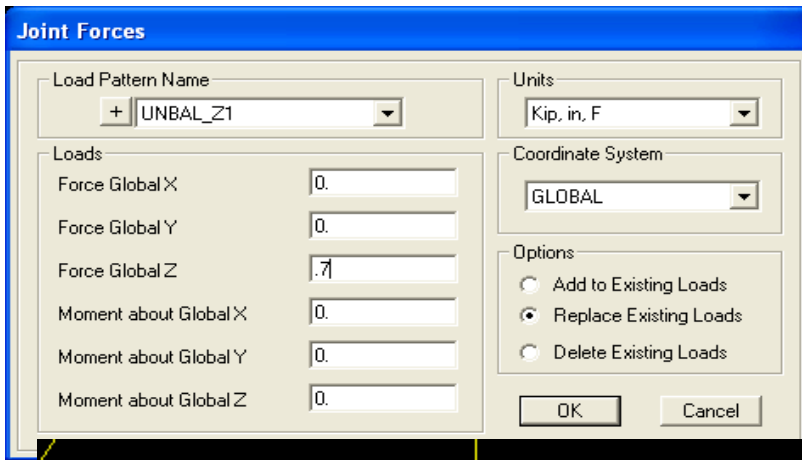 Joint Forces
Load Pattern Name
+ UNBAL_Z1
Units
Kip, in, F
Loads
Force Global X 0.
Force Global Y 0.
Force Global Z .7
Moment about Global X 0.
Moment about Global Y 0.
Moment about Global Z 0.
Coordinate System
GLOBAL
Options
Add to Existing Loads
Replace Existing Loads
Delete Existing Loads
OK Cancel